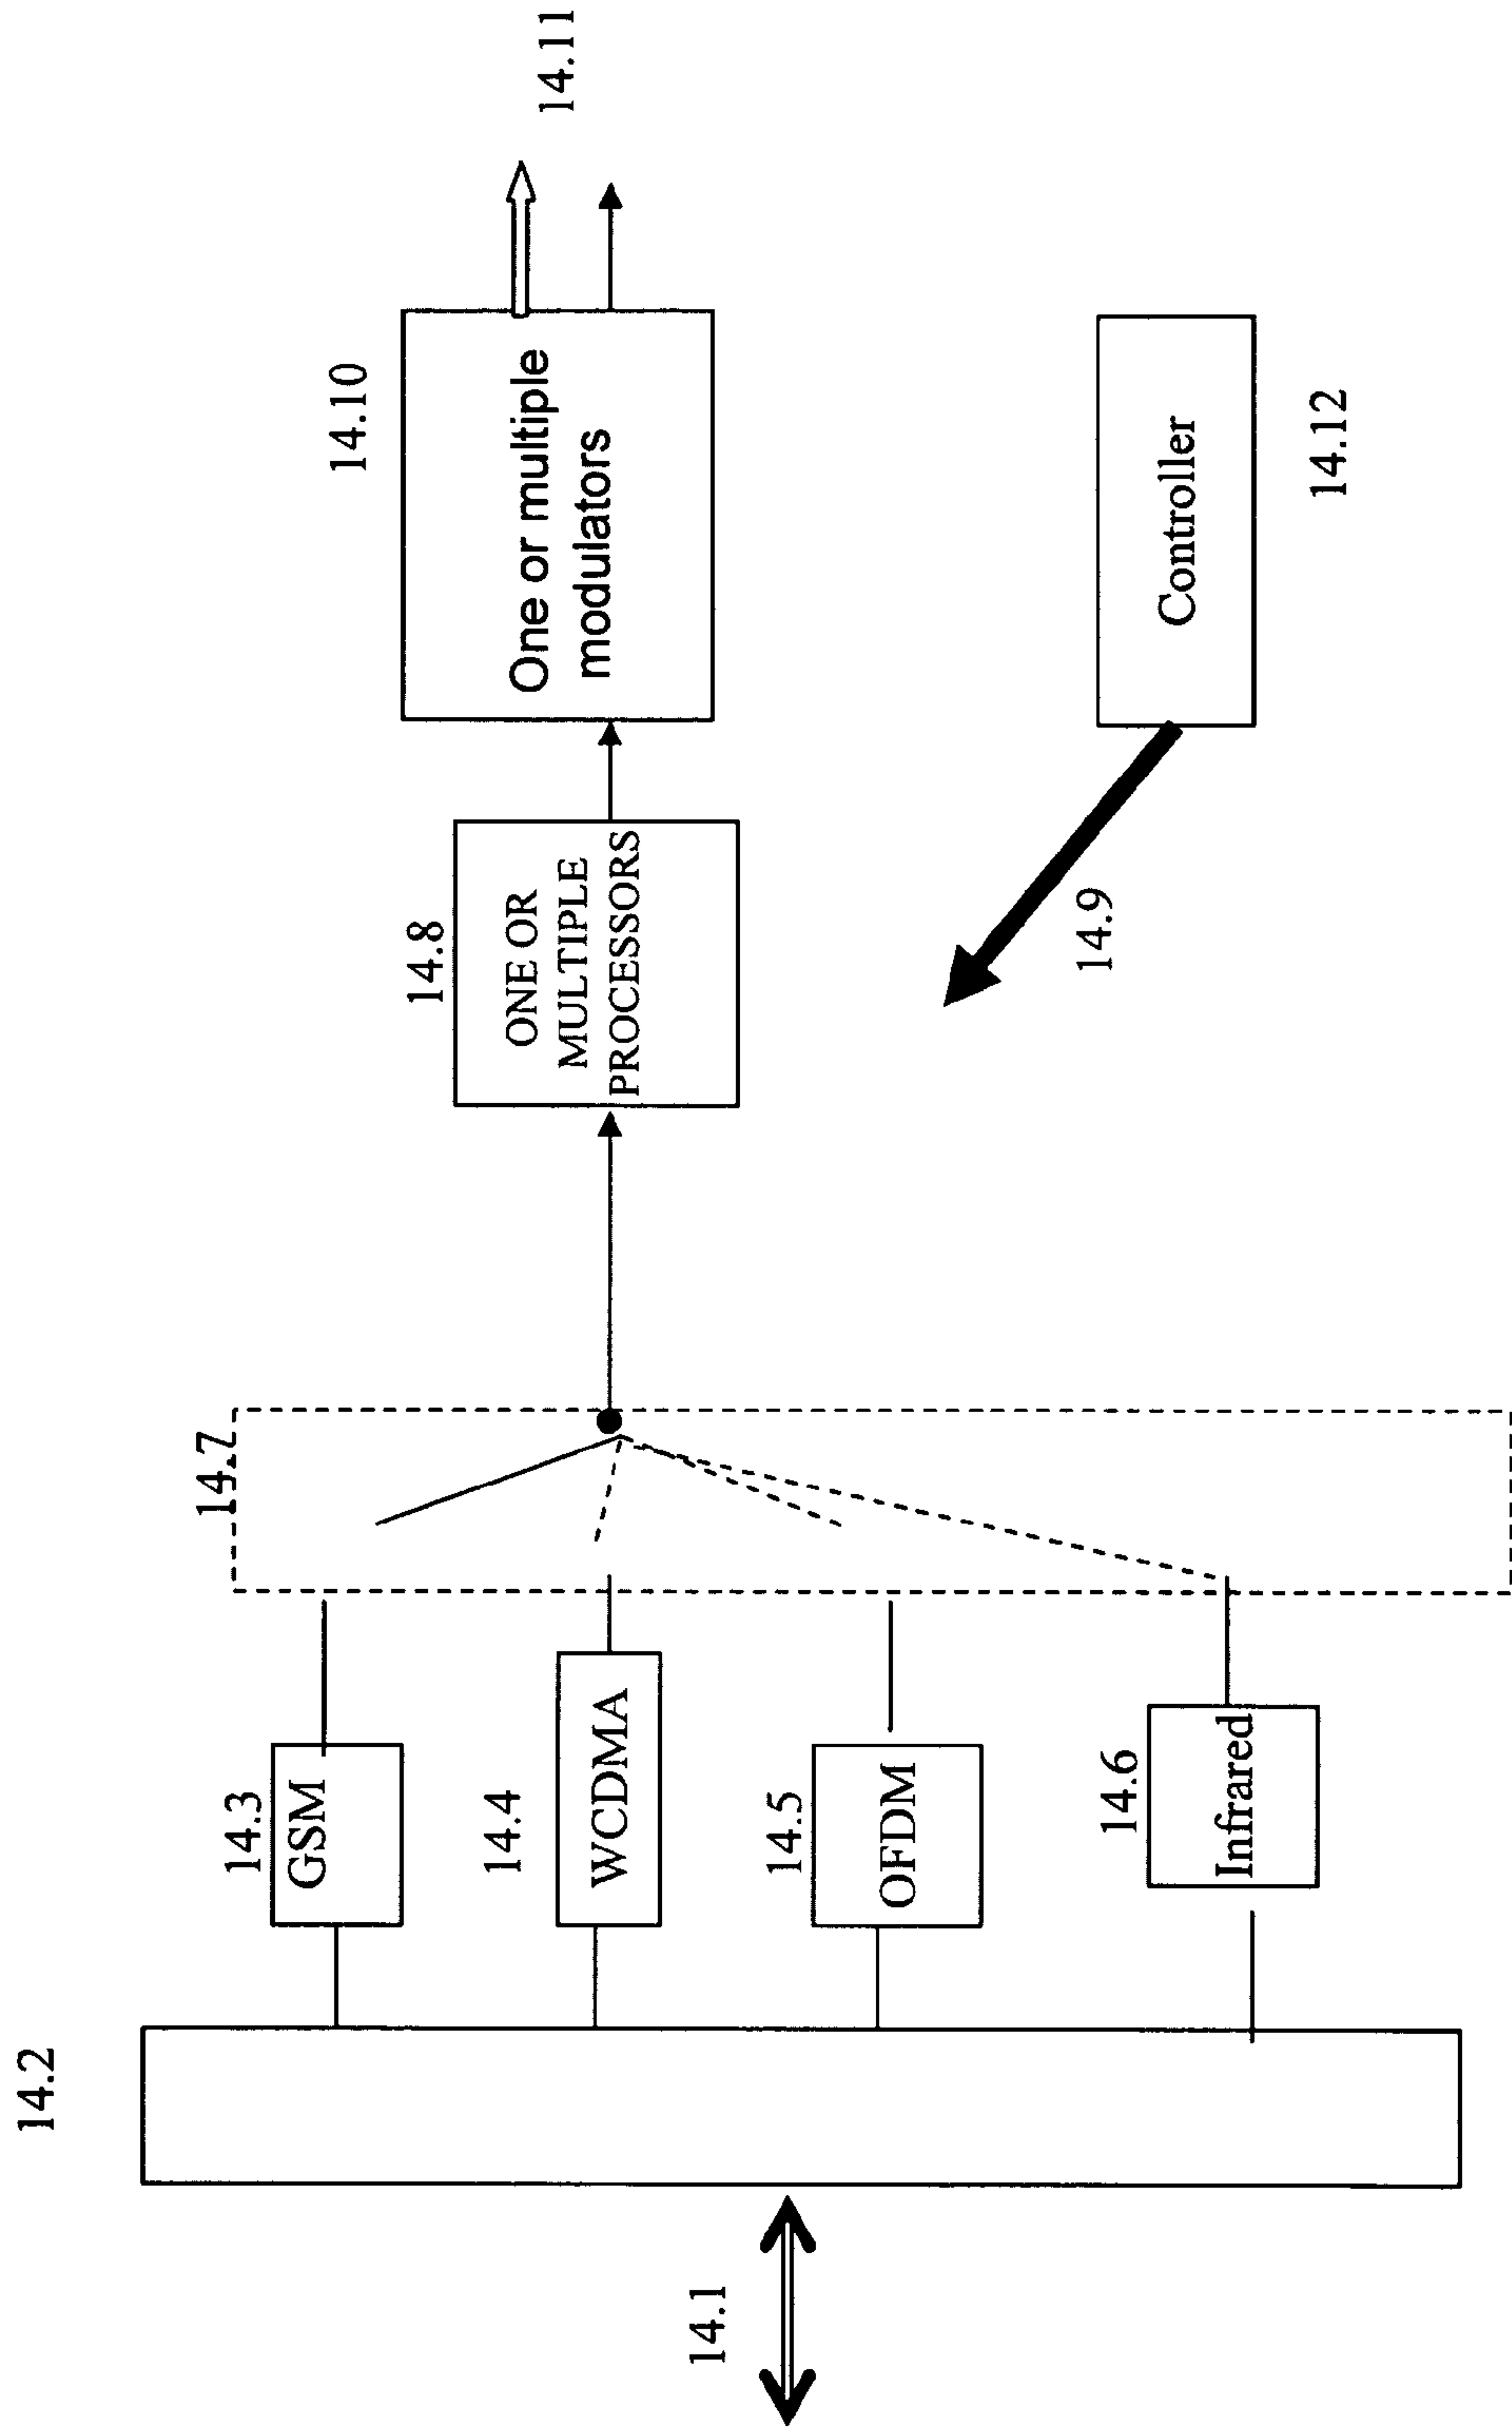 14.1
14.2
14.3
GSM
14.4
WCDMA
14.5
OFDM
14.6
Infrared
14.7
14.8
ONE OR
MULTIPLE
PROCESSORS
14.9
14.10
One or multiple
modulators
14.11
Controller
14.12